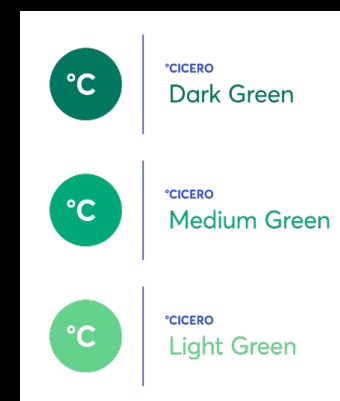 °C
°CICERO
Dark Green
°C
°CICERO
Medium Green
°C
°CICERO
Light Green